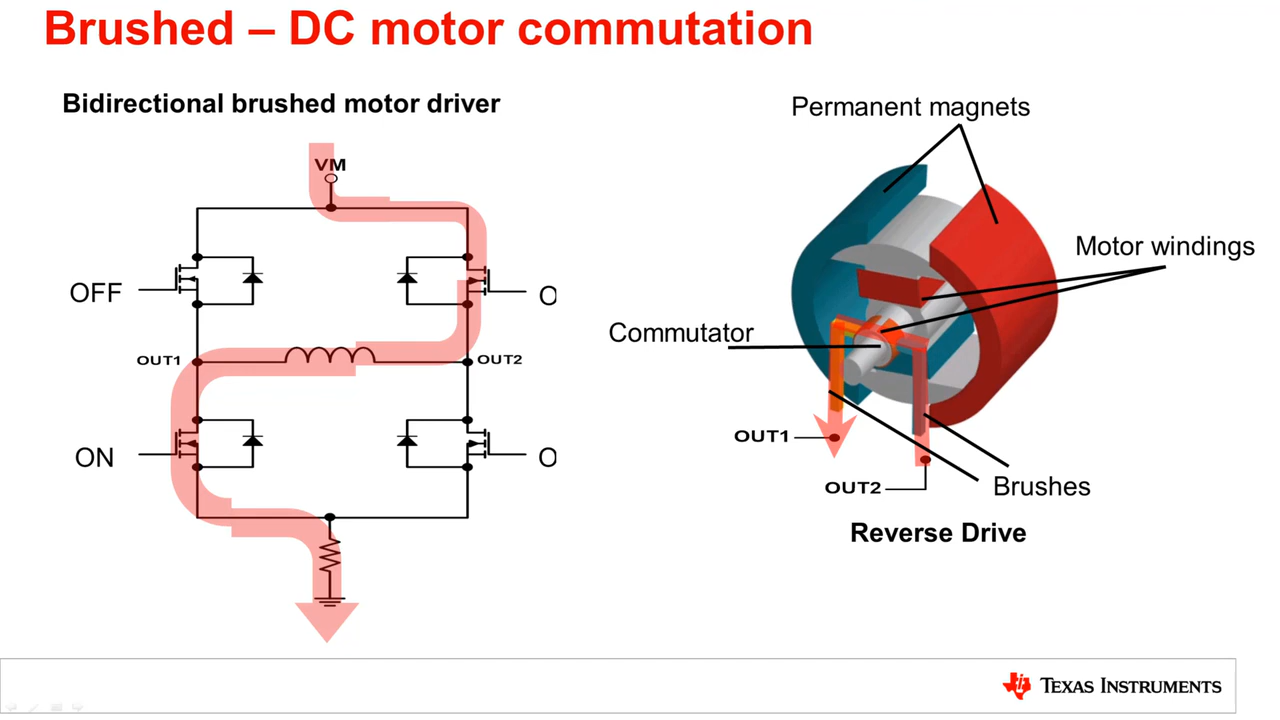 Brushed – DC motor commutation
Bidirectional brushed motor driver
VM
OFF
O
OUT1
OUT2
ON
O
Permanent magnets
Motor windings
Commutator
OUT1
OUT2
Brushes
Reverse Drive
TEXAS INSTRUMENTS